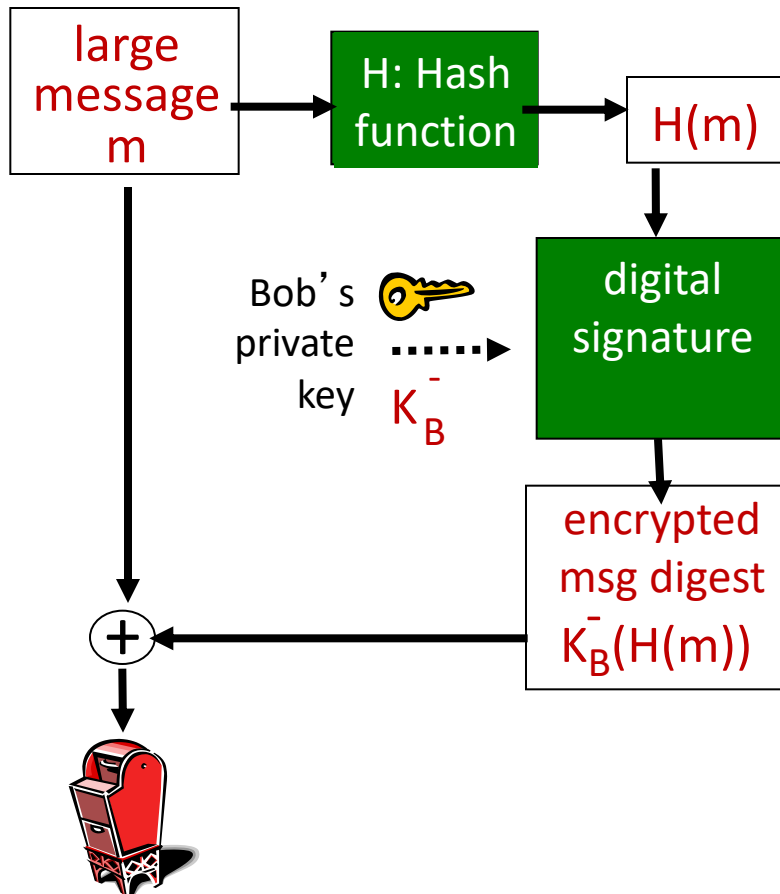 large
message
m
H: Hash
function
H(m)
Bob's
private
key
K_B^-
digital
signature
encrypted
msg digest
K_B^-(H(m))
+